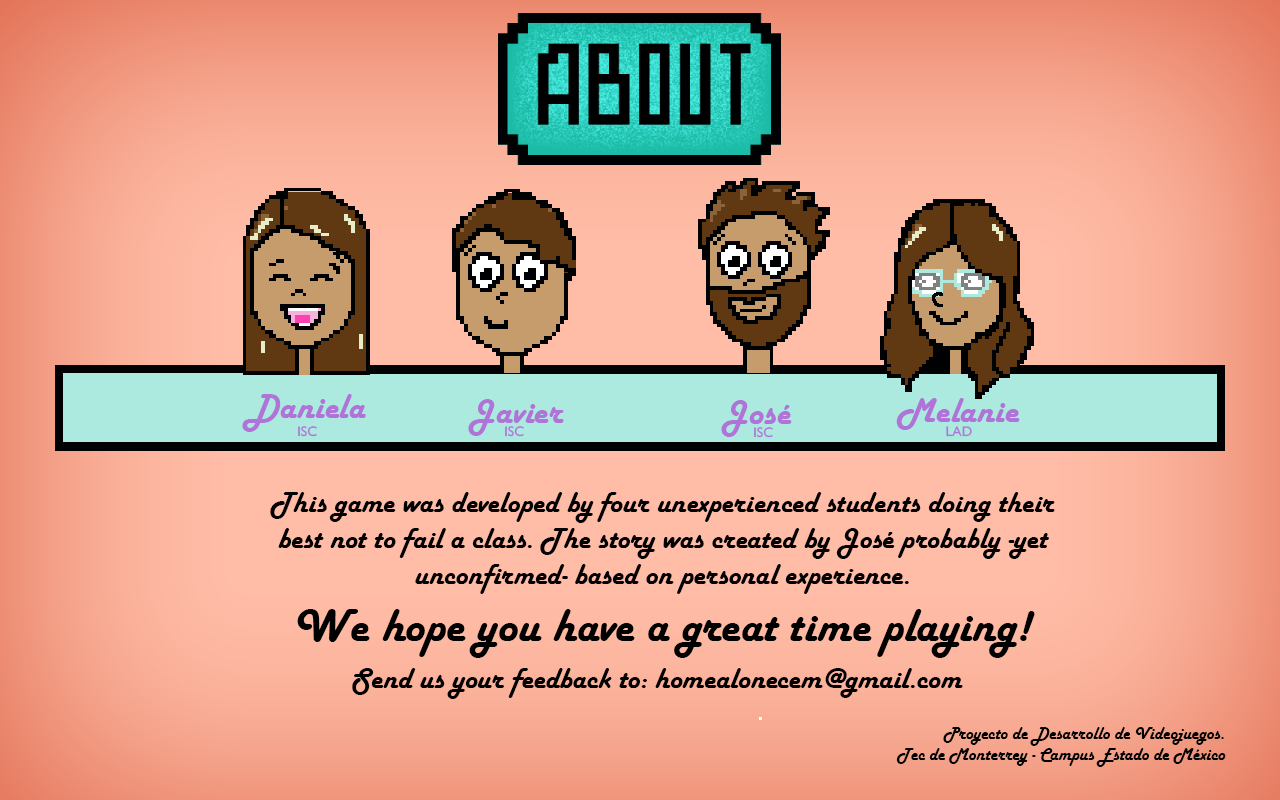 ABOUT
Daniela Javier José Melanie
ISC ISC ISC LAD
This game was developed by four unexperienced students doing their
best not to fail a class. The story was created by José probably -yet
unconfirmed- based on personal experience.
We hope you have a great time playing!
Send us your feedback to: homealonecem@gmail.com
Proyecto de Desarrollo de Videojuegos.
Tec de Monterrey - Campus Estado de México